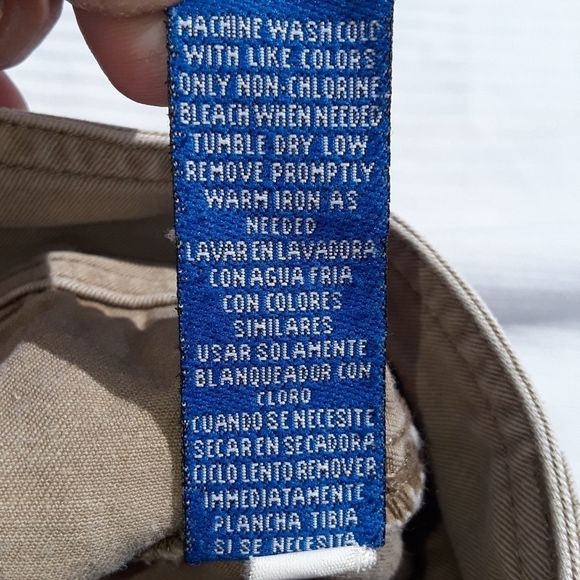 MACHINE WASH COLD
WITH LIKE COLORS
ONLY NON-CHLORINE
BLEACH WHEN NEEDED
TUMBLE DRY LOW
REMOVE PROMPTLY
WARM IRON AS
NEEDED
LAVAR EN LAVADORA
CON AGUA FRIA
CON COLORES
SIMILARES
USAR SOLAMENTE
BLANQUEADOR CON
CLORO
CUANDO SE NECESITE
SECAR EN SECADORA
CICLO LENTO REMOVER
IMMEDIATAMENTE
PLANCHA TIBIA
SI SE NECESITA